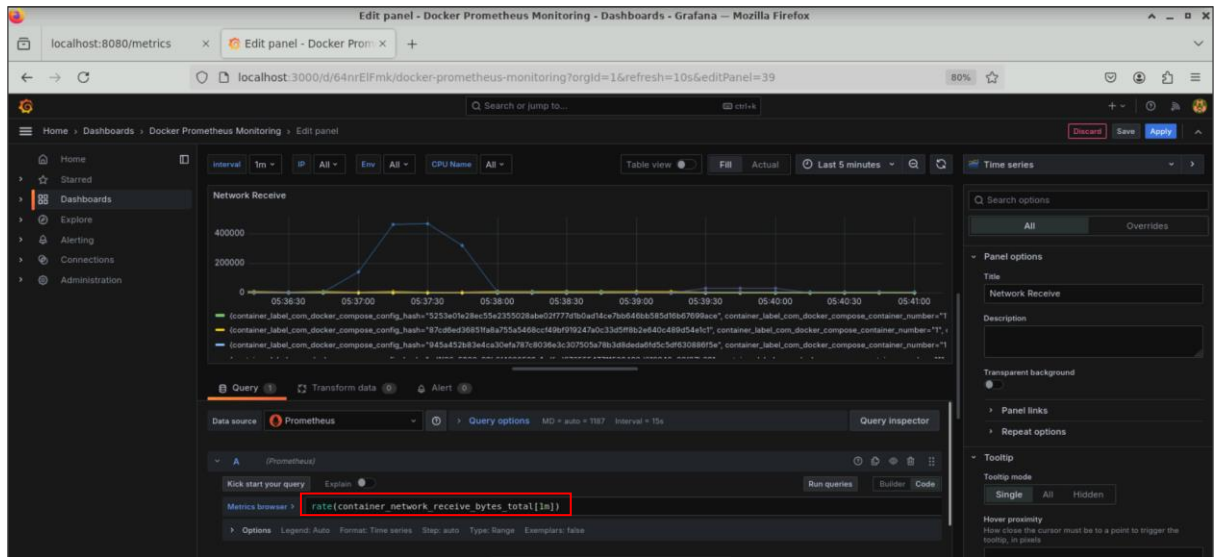 Edit panel - Docker Prometheus Monitoring - Dashboards - Grafana — Mozilla Firefox
localhost:8080/metrics
Edit panel - Docker Prom
localhost:3000/d/64nrElFmk/docker-prometheus-monitoring?orgId=1&refresh=10s&editPanel=39
80%
Search or jump to...
ctrl+k
Home › Dashboards › Docker Prometheus Monitoring › Edit panel
Discard Save Apply
Home
Starred
Dashboards
Explore
Alerting
Connections
Administration
interval 1m IP All Env All CPU Name All
Table view Fill Actual Last 5 minutes
Network Receive
400000
200000
0
05:36:30 05:37:00 05:37:30 05:38:00 05:38:30 05:39:00 05:39:30 05:40:00 05:40:30 05:41:00
Query 1 Transform data 0 Alert 0
Data source Prometheus Query options MD = auto = 1187 Interval = 15s Query inspector
A (Prometheus)
Kick start your query Explain Run queries Builder Code
Metrics browser > rate(container_network_receive_bytes_total[1m])
Options Legend: Auto Format: Time series Step: auto Type: Range Exemplars: false
Time series
Search options
All Overrides
Panel options
Title
Network Receive
Description
Transparent background
Panel links
Repeat options
Tooltip
Tooltip mode
Single All Hidden
Hover proximity
How close the cursor must be to a point to trigger the
tooltip, in pixels